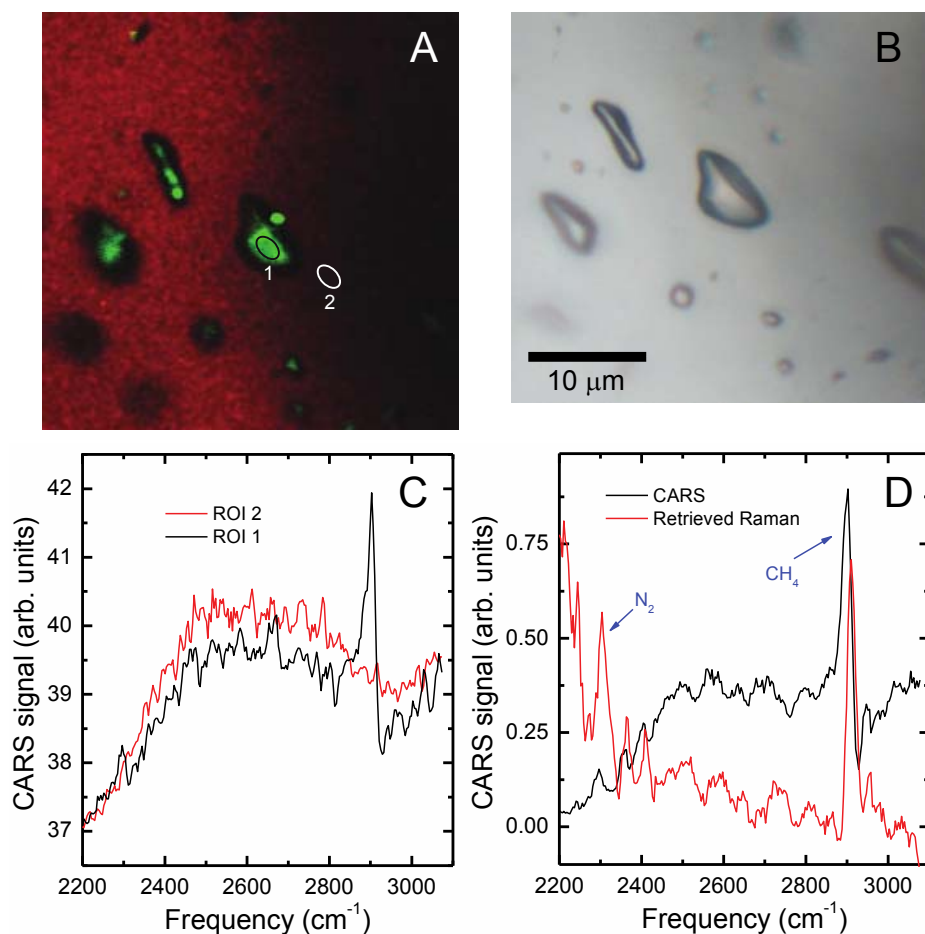 A
1
2
B
10 μm
C
ROI 2
ROI 1
42
41
40
39
38
37
CARS signal (arb. units)
2200 2400 2600 2800 3000
Frequency (cm⁻¹)
D
CARS
Retrieved Raman
CH₄
N₂
0.75
0.50
0.25
0.00
CARS signal (arb. units)
2200 2400 2600 2800 3000
Frequency (cm⁻¹)